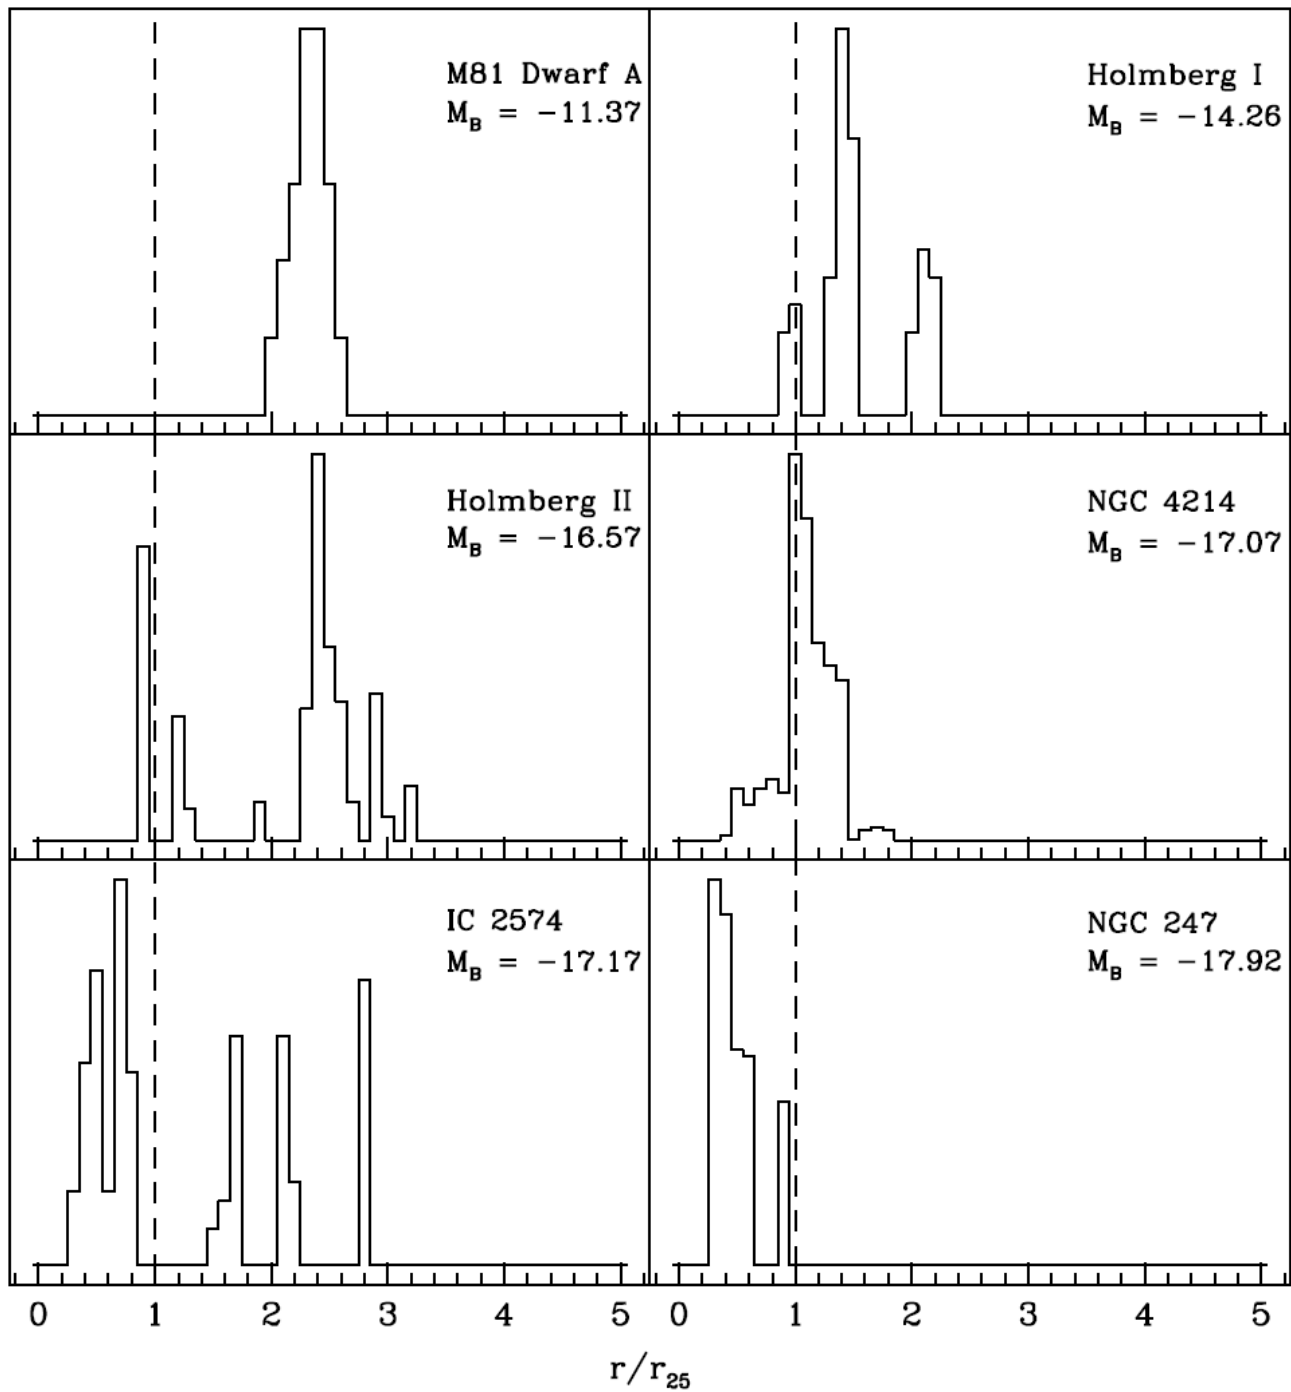 M81 Dwarf A
M_B = −11.37
Holmberg I
M_B = −14.26
Holmberg II
M_B = −16.57
NGC 4214
M_B = −17.07
IC 2574
M_B = −17.17
NGC 247
M_B = −17.92
0 1 2 3 4 5
0 1 2 3 4 5
r/r_25